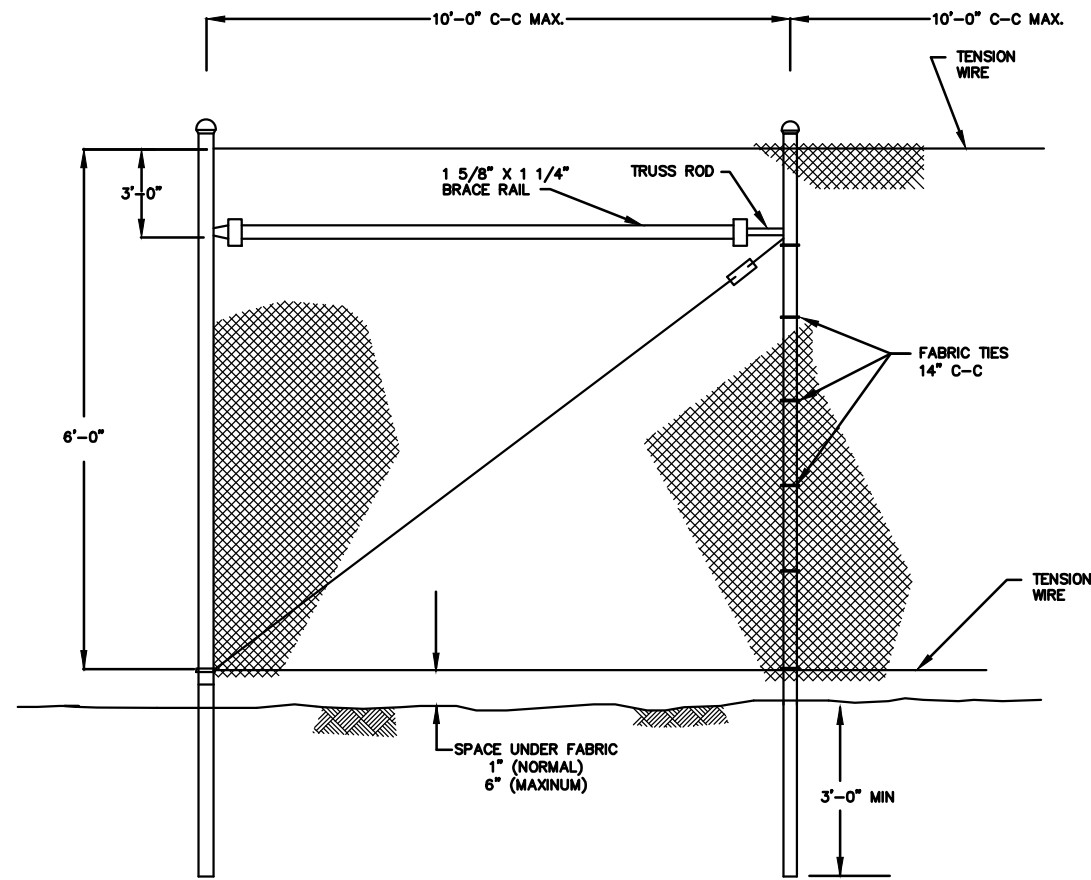 10'-0" C-C MAX.
10'-0" C-C MAX.
TENSION
WIRE
3'-0"
1 5/8" X 1 1/4"
BRACE RAIL
TRUSS ROD
FABRIC TIES
14" C-C
6'-0"
TENSION
WIRE
SPACE UNDER FABRIC
1" (NORMAL)
6" (MAXINUM)
3'-0" MIN